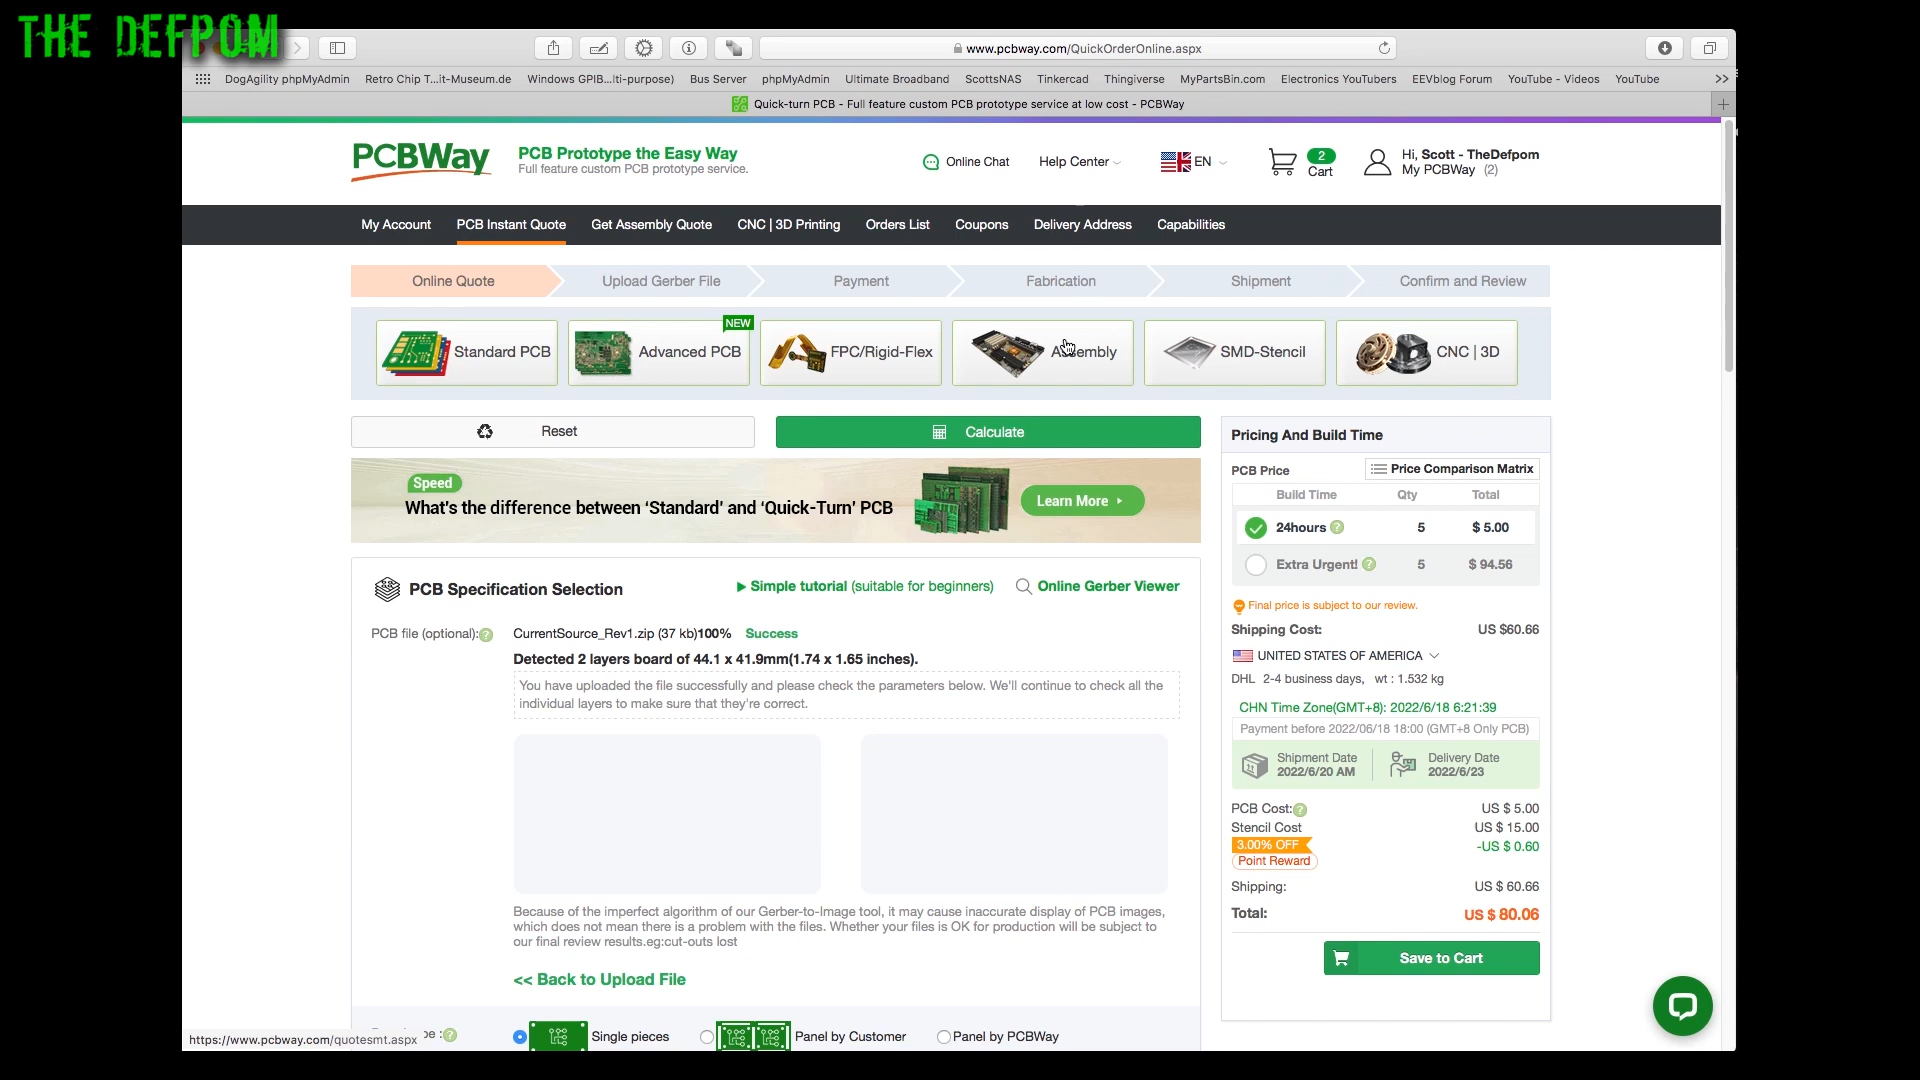 THE DEFPOM
www.pcbway.com/QuickOrderOnline.aspx
DogAgility phpMyAdmin Retro Chip T...it-Museum.de Windows GPIB...lti-purpose) Bus Server phpMyAdmin Ultimate Broadband ScottsNAS Tinkercad Thingiverse MyPartsBin.com Electronics YouTubers EEVblog Forum YouTube - Videos YouTube >>
Quick-turn PCB - Full feature custom PCB prototype service at low cost - PCBWay
PCBWay
PCB Prototype the Easy Way
Full feature custom PCB prototype service.
Online Chat
Help Center
EN
2
Cart
Hi, Scott - TheDefpom
My PCBWay (2)
My Account PCB Instant Quote Get Assembly Quote CNC | 3D Printing Orders List Coupons Delivery Address Capabilities
Online Quote Upload Gerber File Payment Fabrication Shipment Confirm and Review
NEW
Standard PCB Advanced PCB FPC/Rigid-Flex Assembly SMD-Stencil CNC | 3D
Reset
Calculate
Speed
What's the difference between ‘Standard’ and ‘Quick-Turn’ PCB
Learn More
PCB Specification Selection
Simple tutorial (suitable for beginners)
Online Gerber Viewer
PCB file (optional):?
CurrentSource_Rev1.zip (37 kb)100% Success
Detected 2 layers board of 44.1 x 41.9mm(1.74 x 1.65 inches).
You have uploaded the file successfully and please check the parameters below. We'll continue to check all the
individual layers to make sure that they're correct.
Because of the imperfect algorithm of our Gerber-to-Image tool, it may cause inaccurate display of PCB images,
which does not mean there is a problem with the files. Whether your files is OK for production will be subject to
our final review results.eg:cut-outs lost
<< Back to Upload File
Single pieces Panel by Customer Panel by PCBWay
https://www.pcbway.com/quotesmt.aspx
pe :?
Pricing And Build Time
PCB Price
Price Comparison Matrix
Build Time Qty Total
24hours ? 5 $ 5.00
Extra Urgent! ? 5 $ 94.56
Final price is subject to our review.
Shipping Cost: US $60.66
UNITED STATES OF AMERICA
DHL 2-4 business days, wt : 1.532 kg
CHN Time Zone(GMT+8): 2022/6/18 6:21:39
Payment before 2022/06/18 18:00 (GMT+8 Only PCB)
Shipment Date
2022/6/20 AM
Delivery Date
2022/6/23
PCB Cost:? US $ 5.00
Stencil Cost US $ 15.00
3.00% OFF -US $ 0.60
Point Reward
Shipping: US $ 60.66
Total: US $ 80.06
Save to Cart